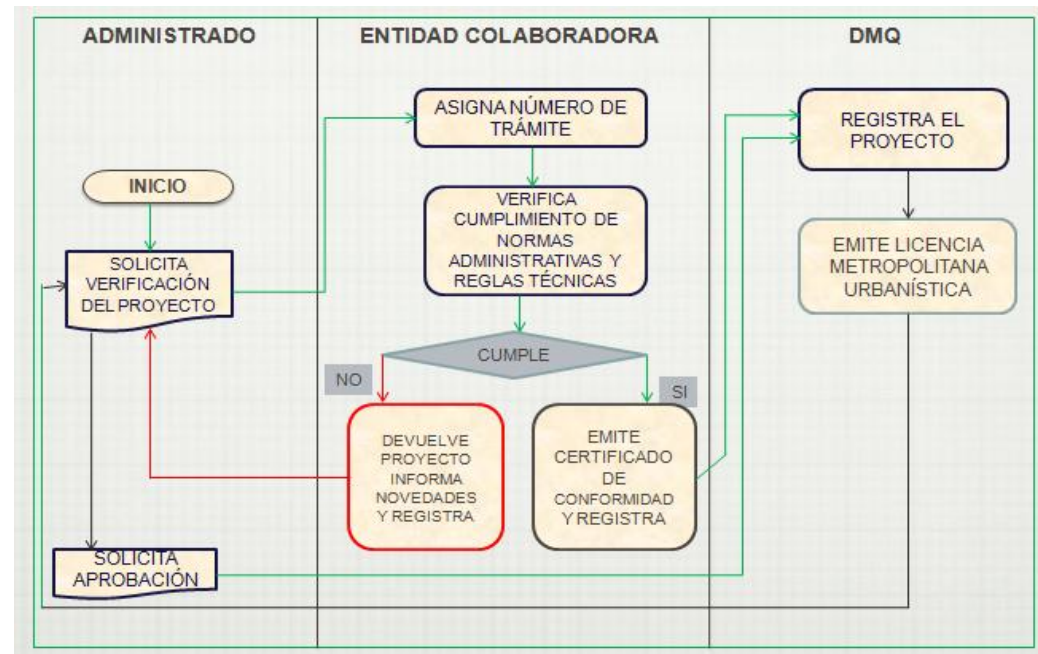 ADMINISTRADO
ENTIDAD COLABORADORA
DMQ
INICIO
SOLICITA
VERIFICACIÓN
DEL PROYECTO
SOLICITA
APROBACIÓN
ASIGNA NÚMERO DE
TRÁMITE
VERIFICA
CUMPLIMIENTO DE
NORMAS
ADMINISTRATIVAS Y
REGLAS TÉCNICAS
CUMPLE
NO
SI
DEVUELVE
PROYECTO
INFORMA
NOVEDADES
Y REGISTRA
EMITE
CERTIFICADO
DE
CONFORMIDAD
Y REGISTRA
REGISTRA EL
PROYECTO
EMITE LICENCIA
METROPOLITANA
URBANÍSTICA